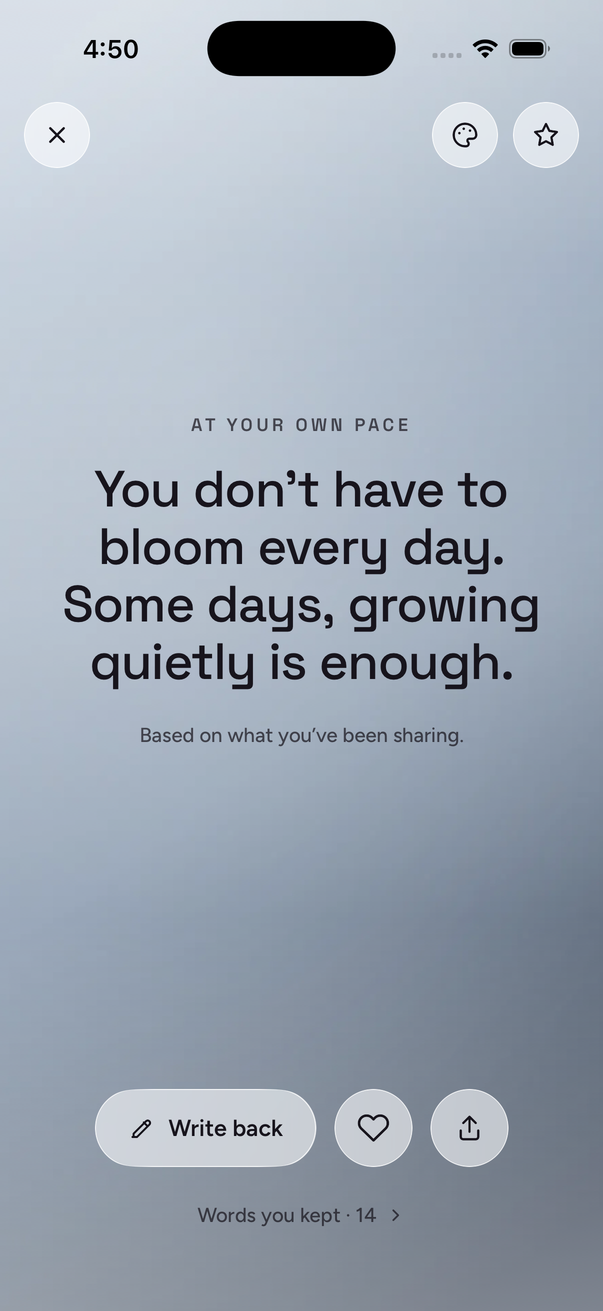 4:50
AT YOUR OWN PACE
You don’t have to
bloom every day.
Some days, growing
quietly is enough.
Based on what you’ve been sharing.
Write back
Words you kept · 14